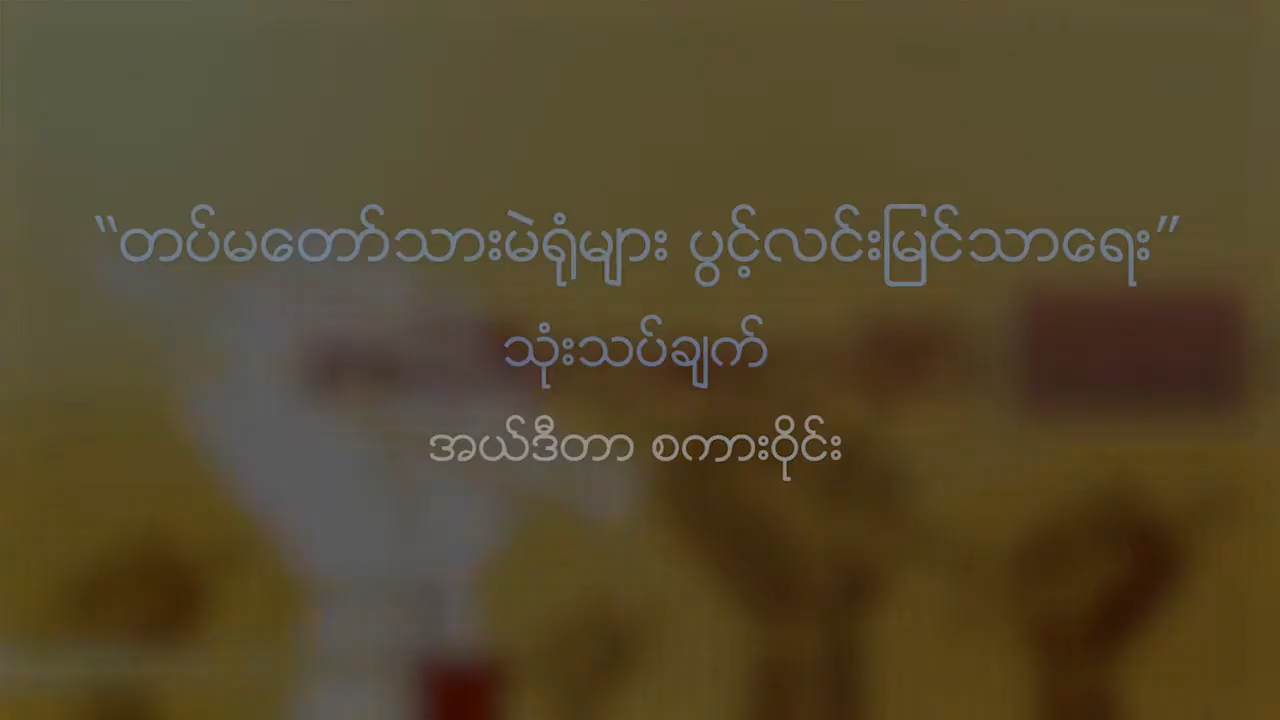 “တပ်မတော်သားမဲရုံများ ပွင့်လင်းမြင်သာရေး”
သုံးသပ်ချက်
အယ်ဒီတာ စကားဝိုင်း